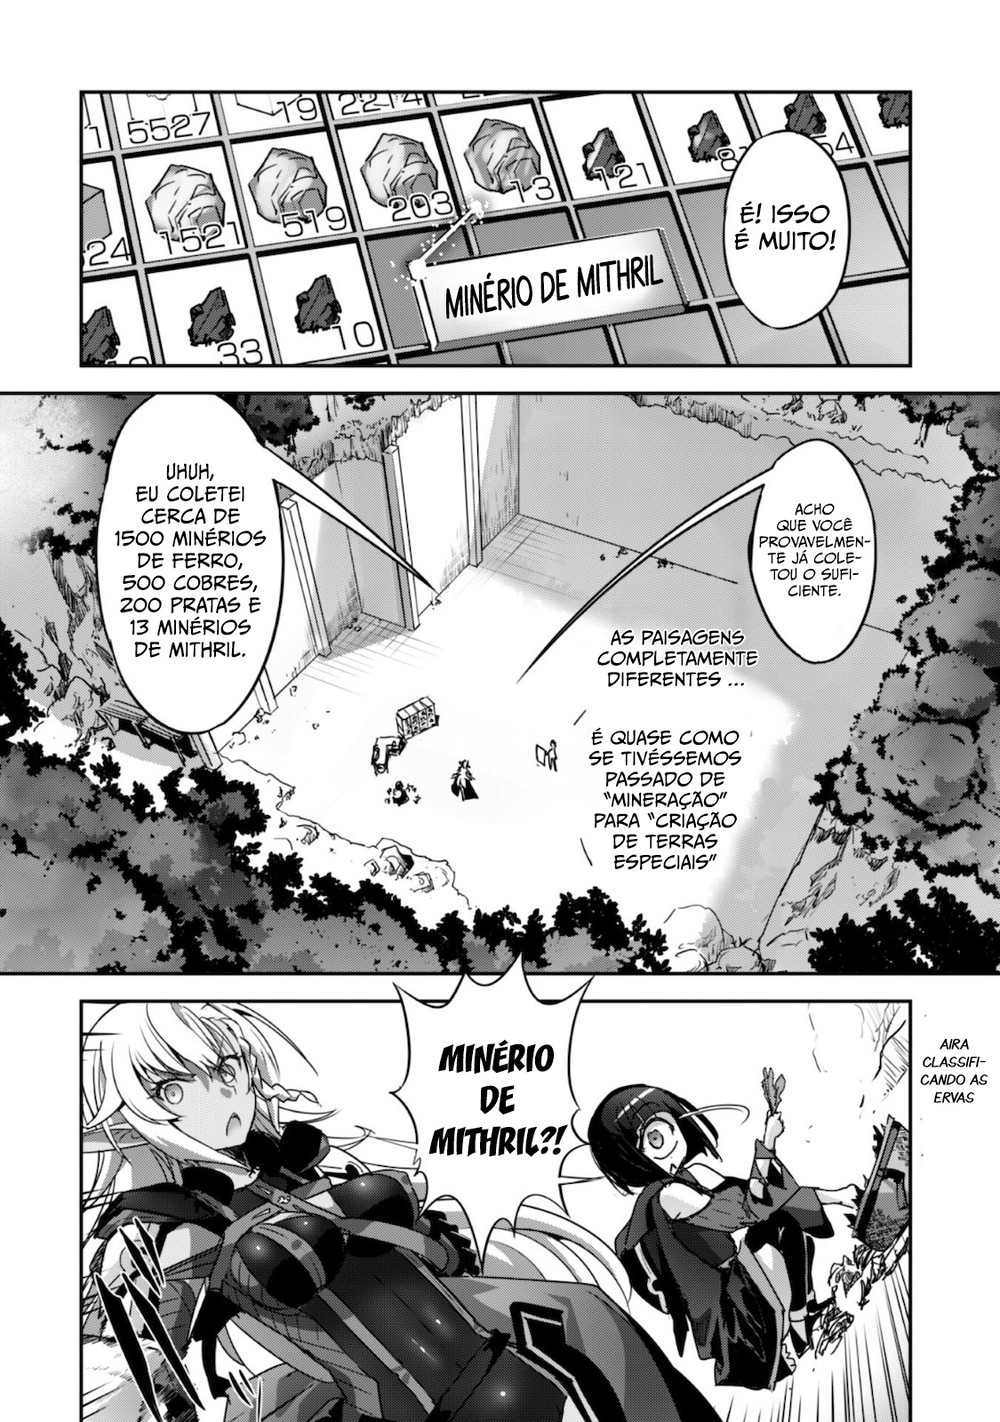 5527
19
2214
É! ISSO
É MUITO!
1521
519
203
13
121
MINÉRIO DE MITHRIL
33
10
ACHO
QUE VOCÊ
PROVAVELMEN-
TE JÁ COLE-
TOU O SUFI-
CIENTE.
UHUH,
EU COLETEI
CERCA DE
1500 MINÉRIOS
DE FERRO,
500 COBRES,
200 PRATAS E
13 MINÉRIOS
DE MITHRIL.
AS PAISAGENS
COMPLETAMENTE
DIFERENTES ...
É QUASE COMO
SE TIVÉSSEMOS
PASSADO DE
“MINERAÇÃO”
PARA “CRIAÇÃO
DE TERRAS
ESPECIAIS”
MINÉRIO
DE
MITHRIL?!
AIRA
CLASSIFI-
CANDO AS
ERVAS